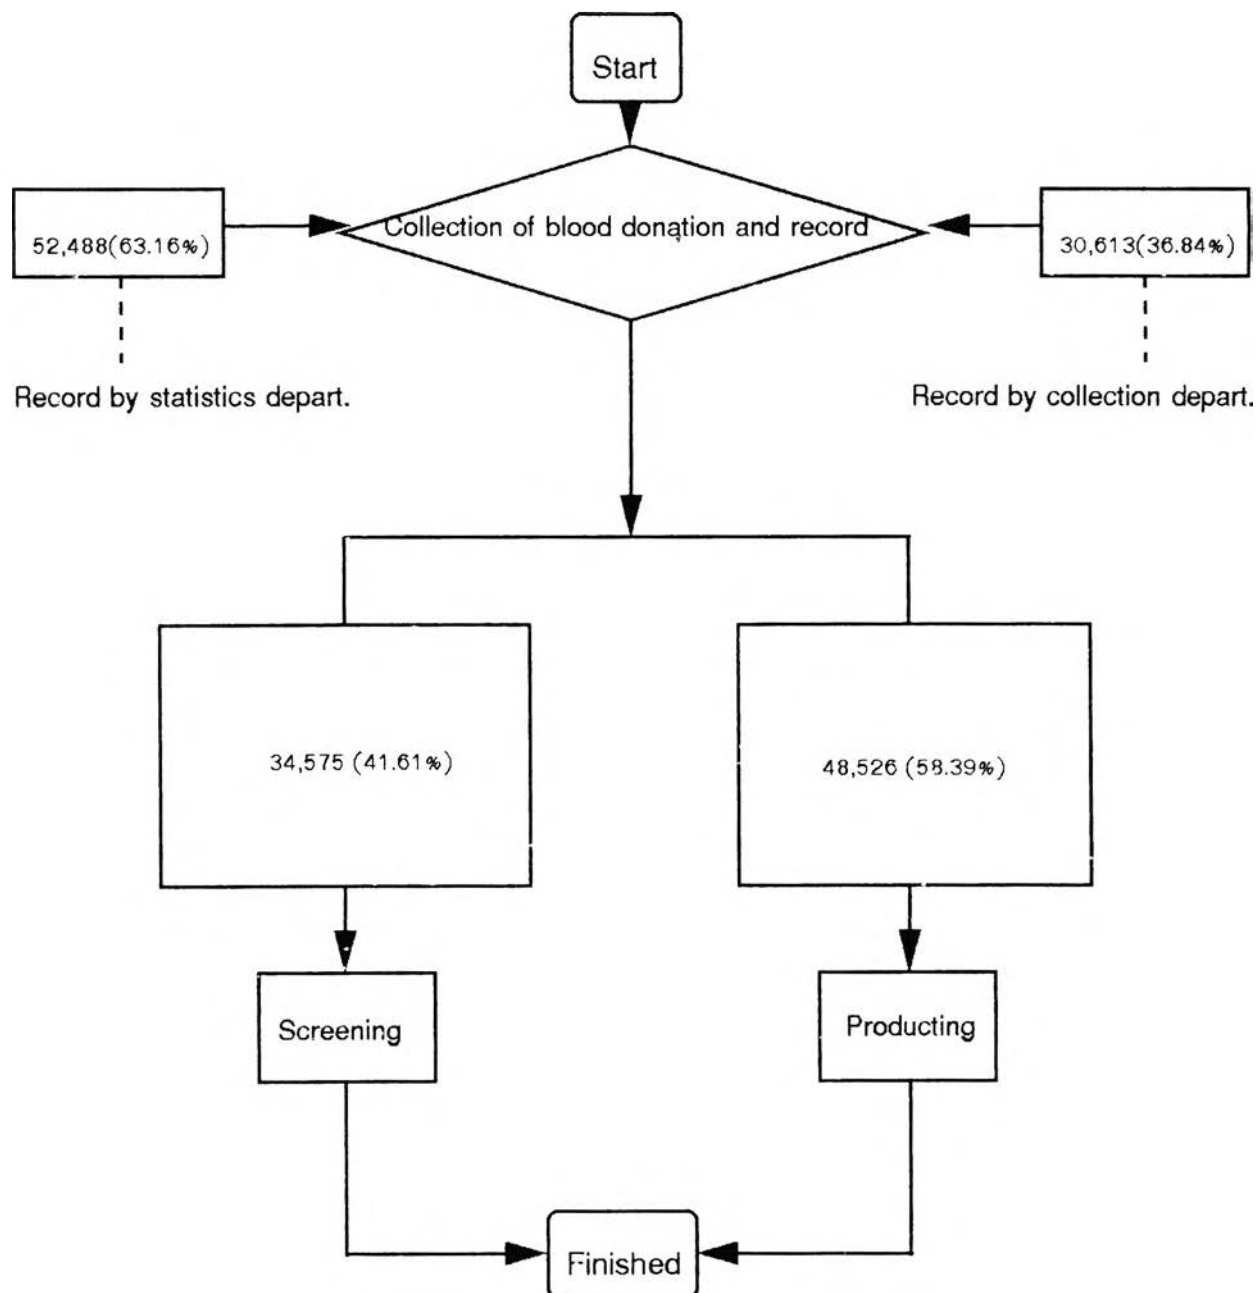 Start
Collection of blood donation and record
52,488(63.16%)
30,613(36.84%)
Record by statistics depart.
Record by collection depart.
34,575 (41.61%)
48,526 (58.39%)
Screening
Producting
Finished